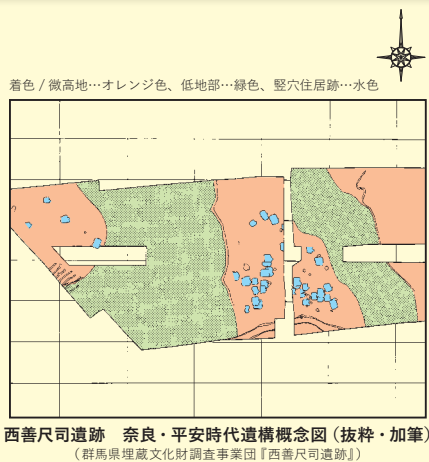 着色 / 微高地…オレンジ色、低地部…緑色、竪穴住居跡…水色
西善尺司遺跡　奈良・平安時代遺構概念図（抜粋・加筆）
（群馬県埋蔵文化財調査事業団『西善尺司遺跡』）